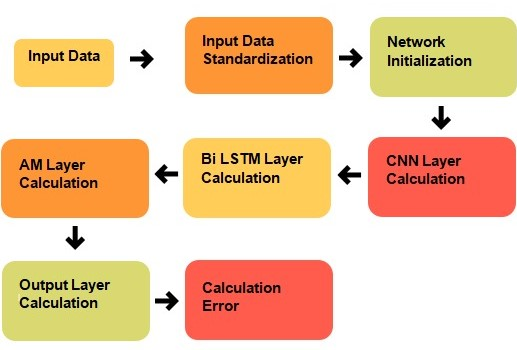 Input Data
Input Data
Standardization
Network
Initialization
CNN Layer
Calculation
Bi LSTM Layer
Calculation
AM Layer
Calculation
Output Layer
Calculation
Calculation
Error